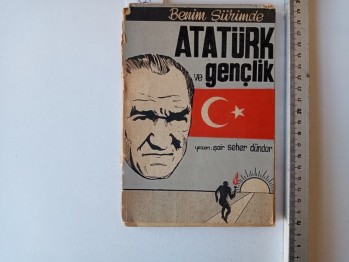 Benim Şiirimde
ATATÜRK
ve gençlik
yazan: şair seher dündar